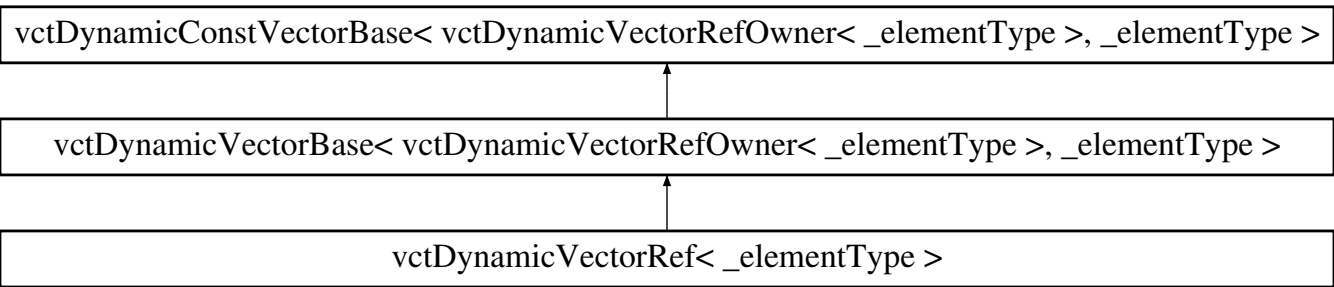 vctDynamicConstVectorBase< vctDynamicVectorRefOwner< _elementType >, _elementType >
vctDynamicVectorBase< vctDynamicVectorRefOwner< _elementType >, _elementType >
vctDynamicVectorRef< _elementType >